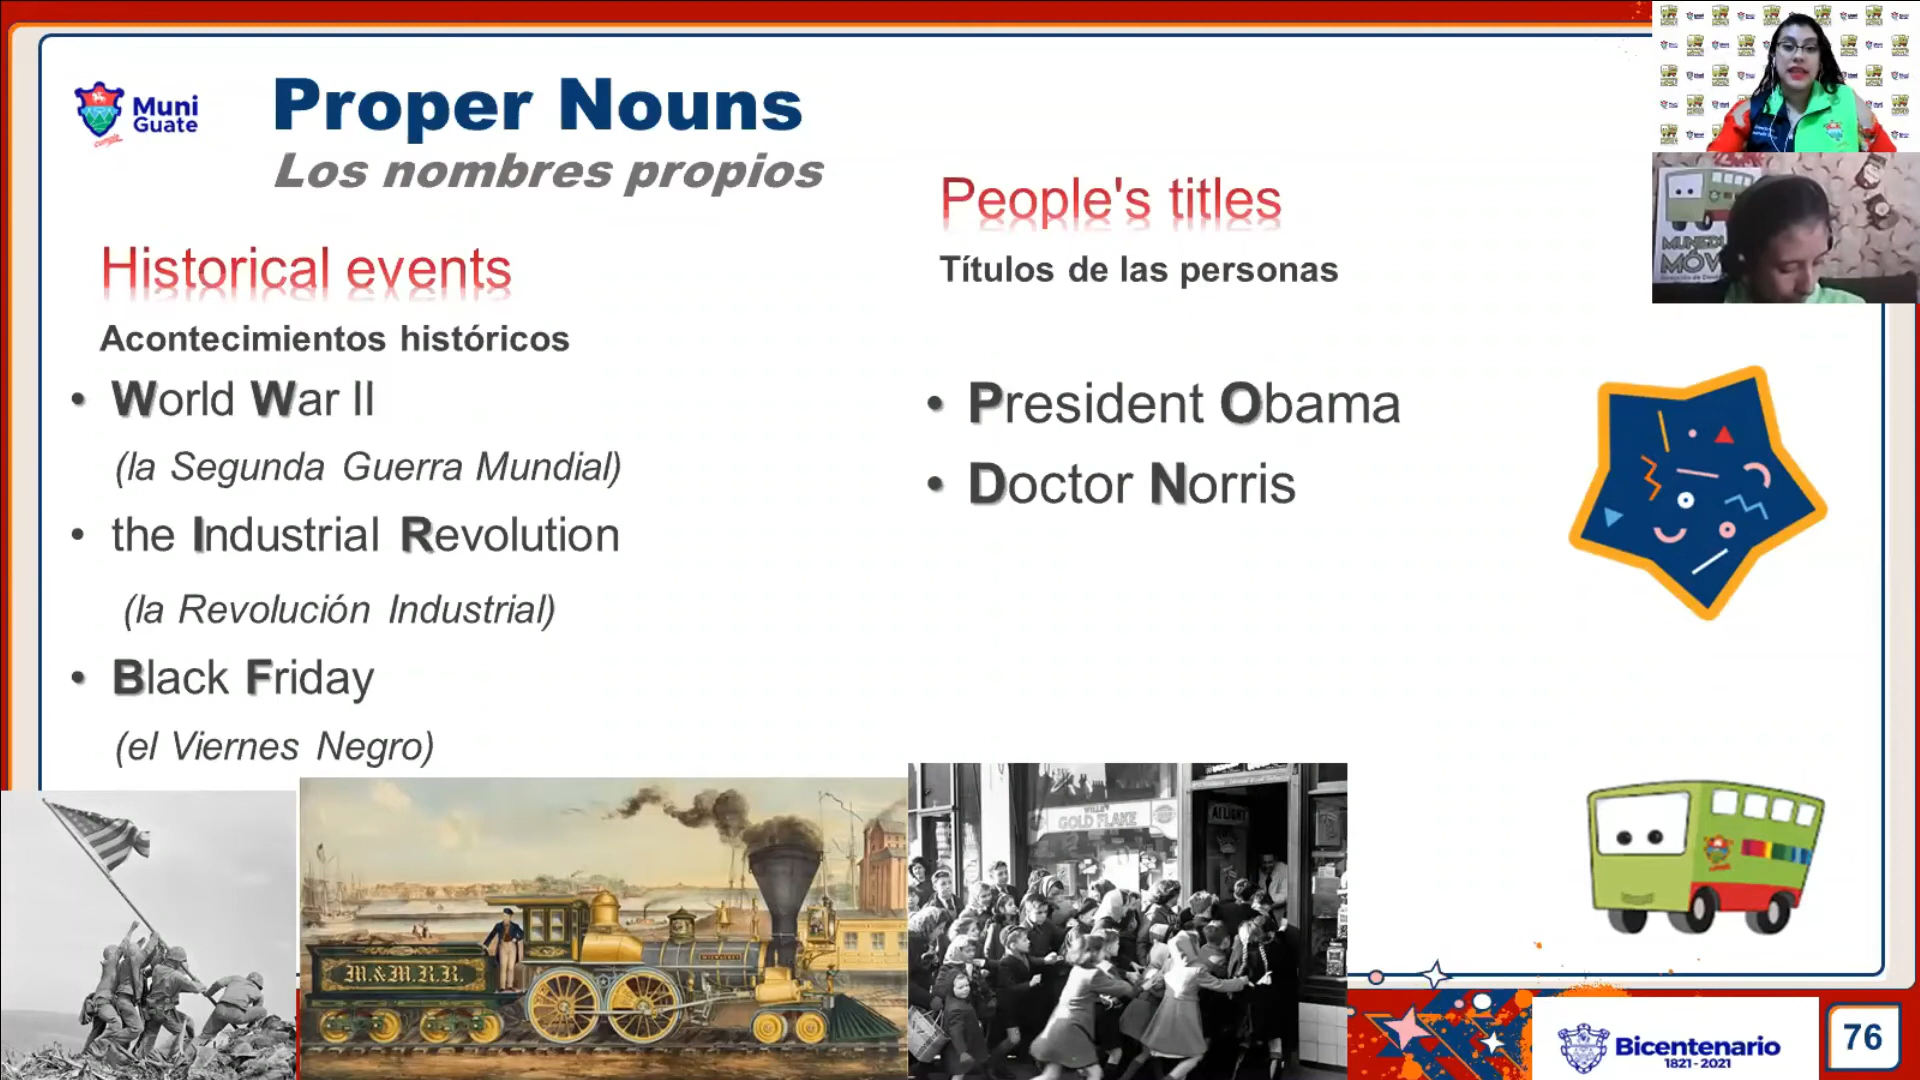 Muni
Guate
Proper Nouns
Los nombres propios
Historical events
Acontecimientos históricos
• World War II
(la Segunda Guerra Mundial)
• the Industrial Revolution
(la Revolución Industrial)
• Black Friday
(el Viernes Negro)
People's titles
Títulos de las personas
• President Obama
• Doctor Norris
M.&M.R.R.
GOLD FLAKE
Bicentenario
1821-2021
76